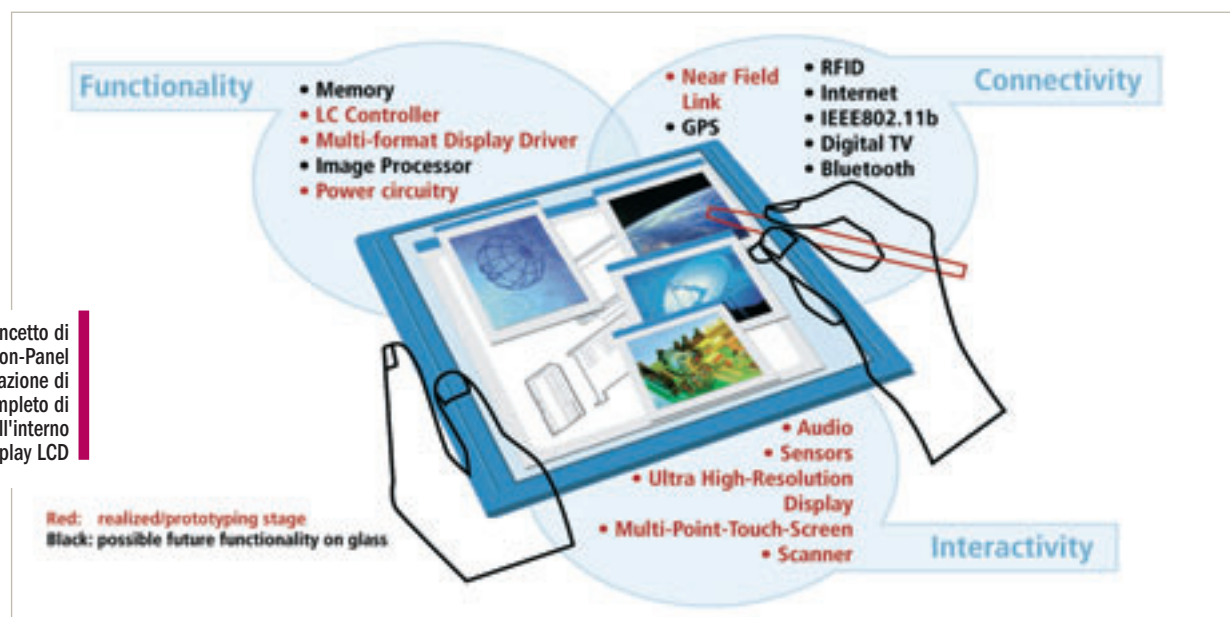 Functionality
• Memory
• LC Controller
• Multi-format Display Driver
• Image Processor
• Power circuitry
• Near Field
Link
• GPS
• RFID
• Internet
• IEEE802.11b
• Digital TV
• Bluetooth
Connectivity
ncetto di
on-Panel
azione di
mpleto di
ll'interno
play LCD
• Audio
• Sensors
• Ultra High-Resolution
Display
• Multi-Point-Touch-Screen
• Scanner
Interactivity
Red: realized/prototyping stage
Black: possible future functionality on glass